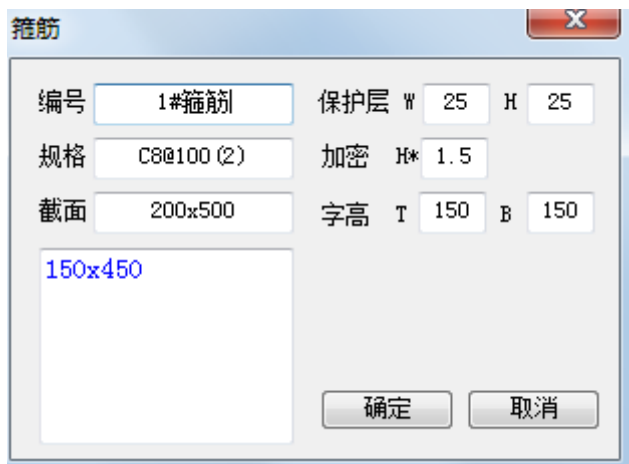 箍筋
编号 1#箍筋 保护层 W 25 H 25
规格 C8@100(2) 加密 H* 1.5
截面 200x500 字高 T 150 B 150
150x450
确定 取消